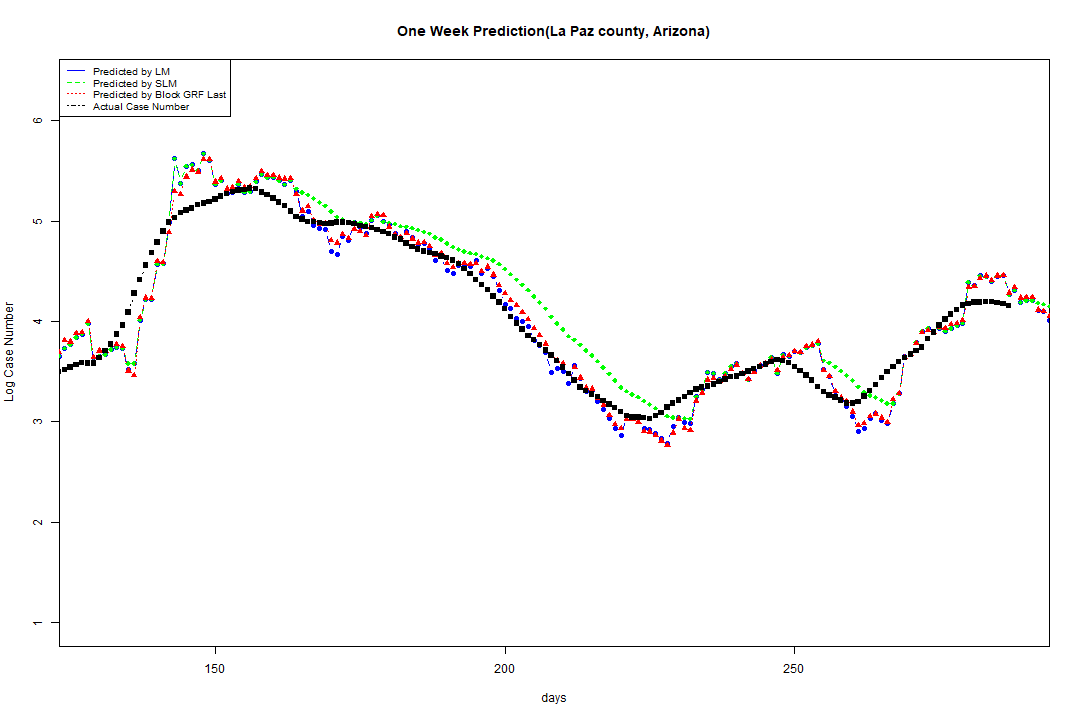 One Week Prediction(La Paz county, Arizona)
Predicted by LM
Predicted by SLM
Predicted by Block GRF Last
Actual Case Number
Log Case Number
6
5
4
3
2
1
150 200 250
days